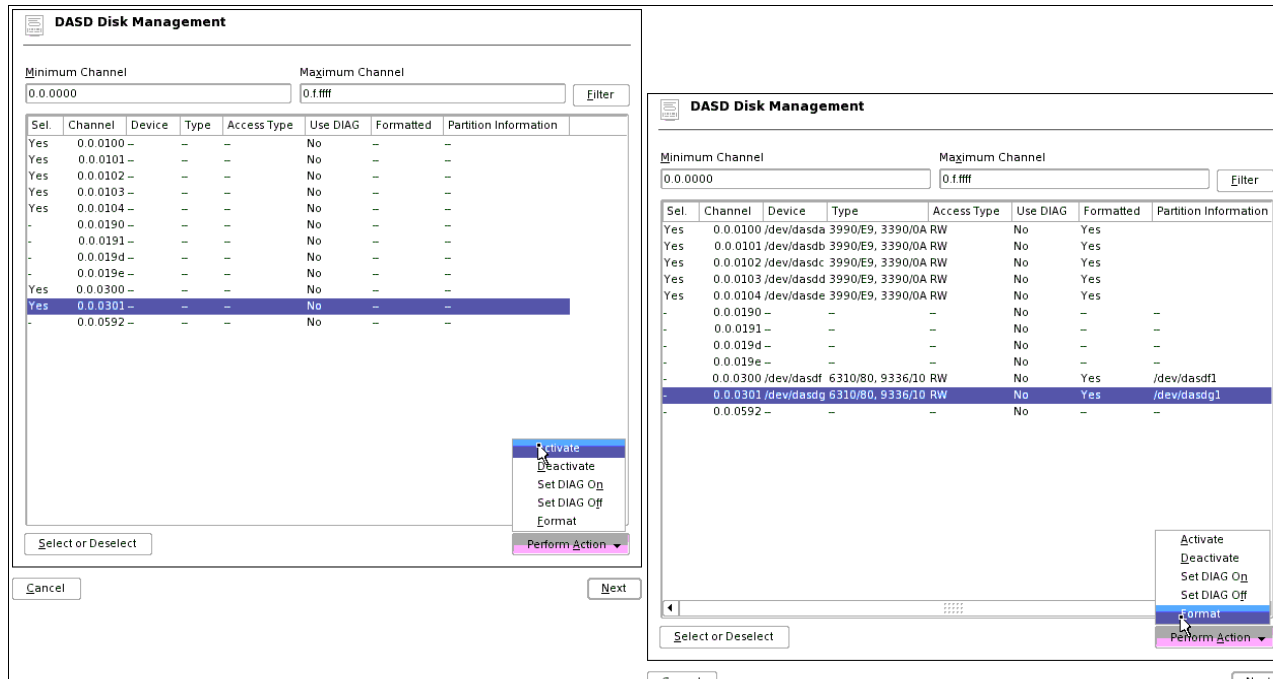 DASD Disk Management
Minimum Channel Maximum Channel
0.0.0000 0.f.ffff Filter
Sel. Channel Device Type Access Type Use DIAG Formatted Partition Information
Yes 0.0.0100 -- -- -- No -- --
Yes 0.0.0101 -- -- -- No -- --
Yes 0.0.0102 -- -- -- No -- --
Yes 0.0.0103 -- -- -- No -- --
Yes 0.0.0104 -- -- -- No -- --
- 0.0.0190 -- -- -- No -- --
- 0.0.0191 -- -- -- No -- --
- 0.0.019d -- -- -- No -- --
- 0.0.019e -- -- -- No -- --
Yes 0.0.0300 -- -- -- No -- --
Yes 0.0.0301 -- -- -- No -- --
- 0.0.0592 -- -- -- No -- --
Activate
Deactivate
Set DIAG On
Set DIAG Off
Format
Select or Deselect Perform Action
Cancel Next
DASD Disk Management
Minimum Channel Maximum Channel
0.0.0000 0.f.ffff Filter
Sel. Channel Device Type Access Type Use DIAG Formatted Partition Information
Yes 0.0.0100 /dev/dasda 3990/E9, 3390/0A RW No Yes
Yes 0.0.0101 /dev/dasdb 3990/E9, 3390/0A RW No Yes
Yes 0.0.0102 /dev/dasdc 3990/E9, 3390/0A RW No Yes
Yes 0.0.0103 /dev/dasdd 3990/E9, 3390/0A RW No Yes
Yes 0.0.0104 /dev/dasde 3990/E9, 3390/0A RW No Yes
- 0.0.0190 -- -- -- No -- --
- 0.0.0191 -- -- -- No -- --
- 0.0.019d -- -- -- No -- --
- 0.0.019e -- -- -- No -- --
- 0.0.0300 /dev/dasdf 6310/80, 9336/10 RW No Yes /dev/dasdf1
- 0.0.0301 /dev/dasdg 6310/80, 9336/10 RW No Yes /dev/dasdg1
- 0.0.0592 -- -- -- No -- --
Activate
Deactivate
Set DIAG On
Set DIAG Off
Format
Select or Deselect Perform Action